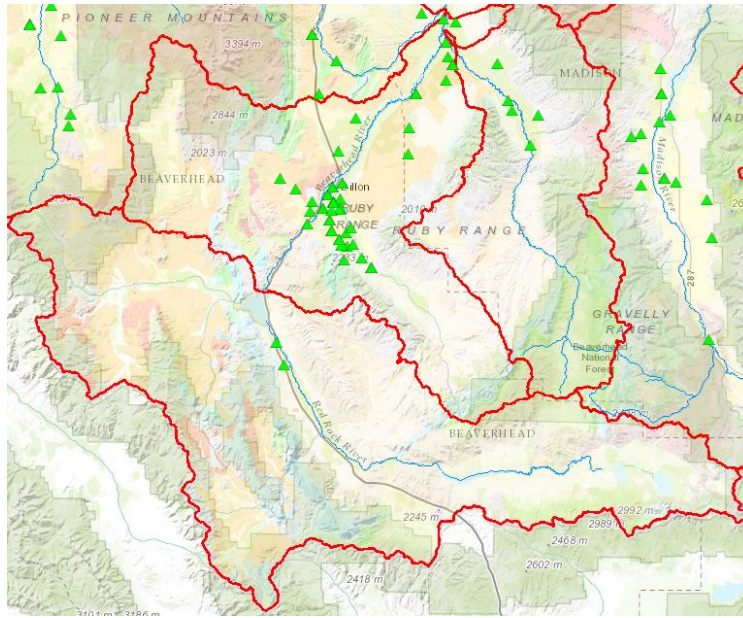 PIONEER MOUNTAINS
3394 m
MADISON
2844 m
2023 m
BEAVERHEAD
Beaverhead River
Madison River
Dillon
RUBY
RANGE
2010 m
RUBY RANGE
287
GRAVELLY
RANGE
Beaverhead
National
Forest
Red Rock River
BEAVERHEAD
2245 m
2992 m
2989 m
2468 m
2602 m
2418 m
3101 m
3186 m